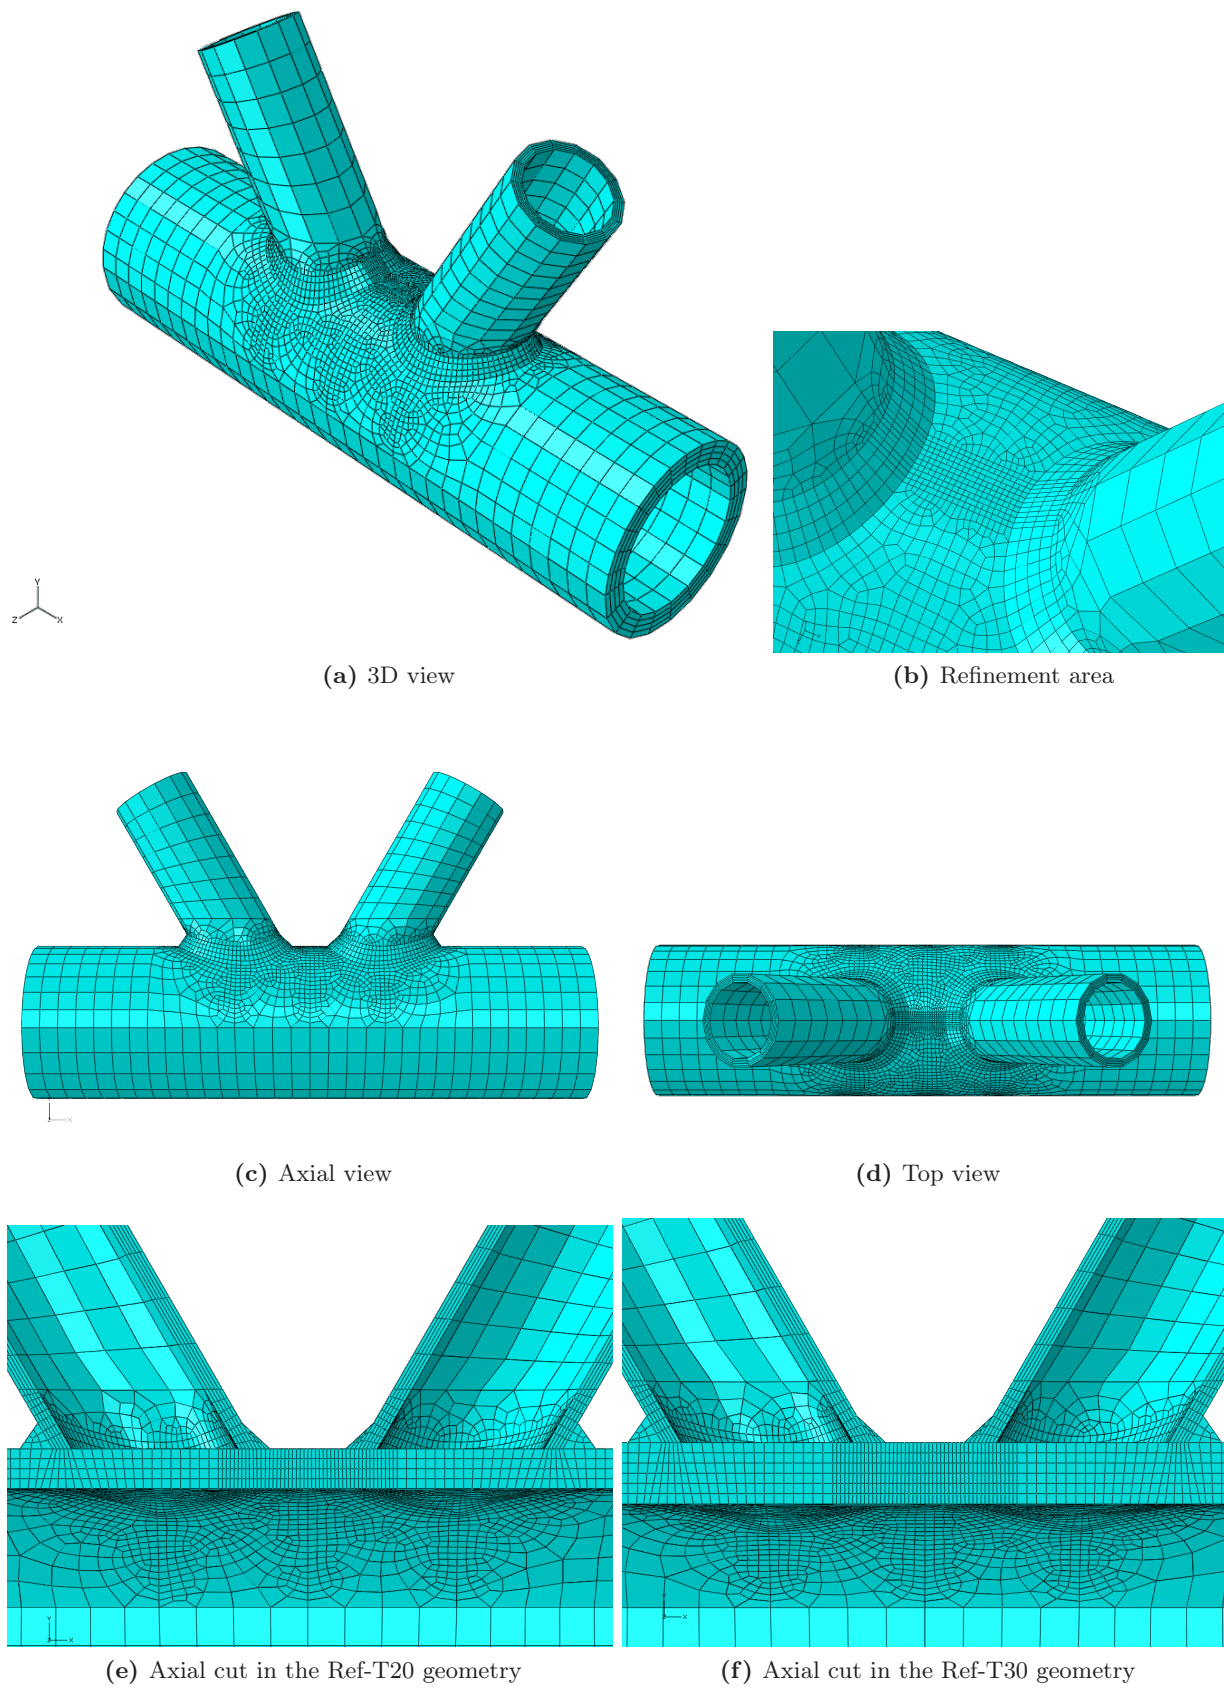 Y
Z
X
(a) 3D view
(b) Refinement area
(c) Axial view
(d) Top view
(e) Axial cut in the Ref-T20 geometry
(f) Axial cut in the Ref-T30 geometry